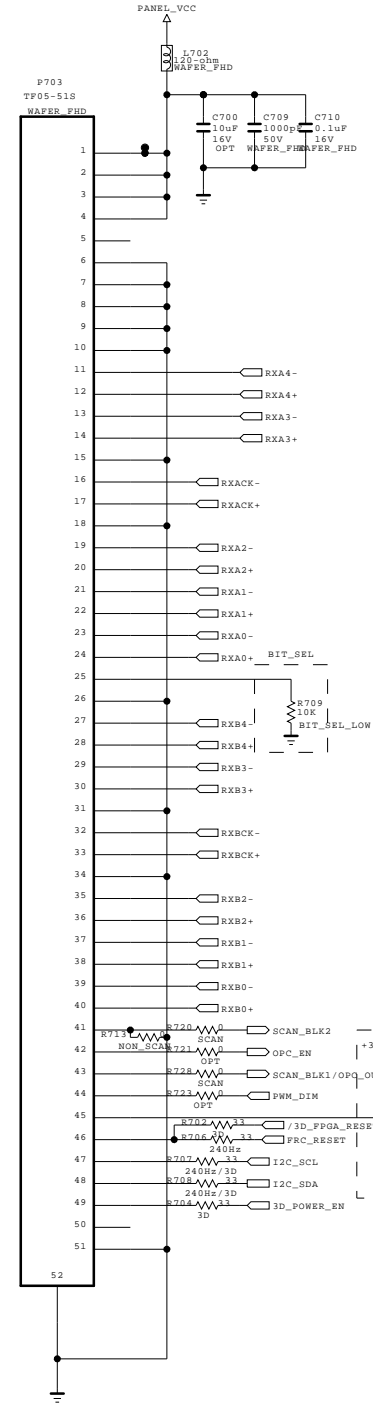 PANEL_VCC
L702
120-ohm
WAFER_FHD
P703
TF05-51S
WAFER_FHD
C700
10uF
16V
OPT
C709
1000pF
50V
WAFER_FHD
C710
0.1uF
16V
WAFER_FHD
1
2
3
4
5
6
7
8
9
10
11 RXA4-
12 RXA4+
13 RXA3-
14 RXA3+
15
16 RXACK-
17 RXACK+
18
19 RXA2-
20 RXA2+
21 RXA1-
22 RXA1+
23 RXA0-
24 RXA0+
BIT_SEL
25
R709
10K
BIT_SEL_LOW
26
27 RXB4-
28 RXB4+
29 RXB3-
30 RXB3+
31
32 RXBCK-
33 RXBCK+
34
35 RXB2-
36 RXB2+
37 RXB1-
38 RXB1+
39 RXB0-
40 RXB0+
41 R713 0 NON_SCAN
R720 0 SCAN_BLK2
SCAN
42 R721 0 OPC_EN
OPT
43 R728 0 SCAN_BLK1/OPC_OU
SCAN
44 R723 0 PWM_DIM
OPT
+3
45
R702 33 /3D_FPGA_RESE
3D
46 R706 33 FRC_RESET
240Hz
47 R707 33 I2C_SCL
240Hz/3D
48 R708 33 I2C_SDA
240Hz/3D
49 R704 33 3D_POWER_EN
3D
50
51
52